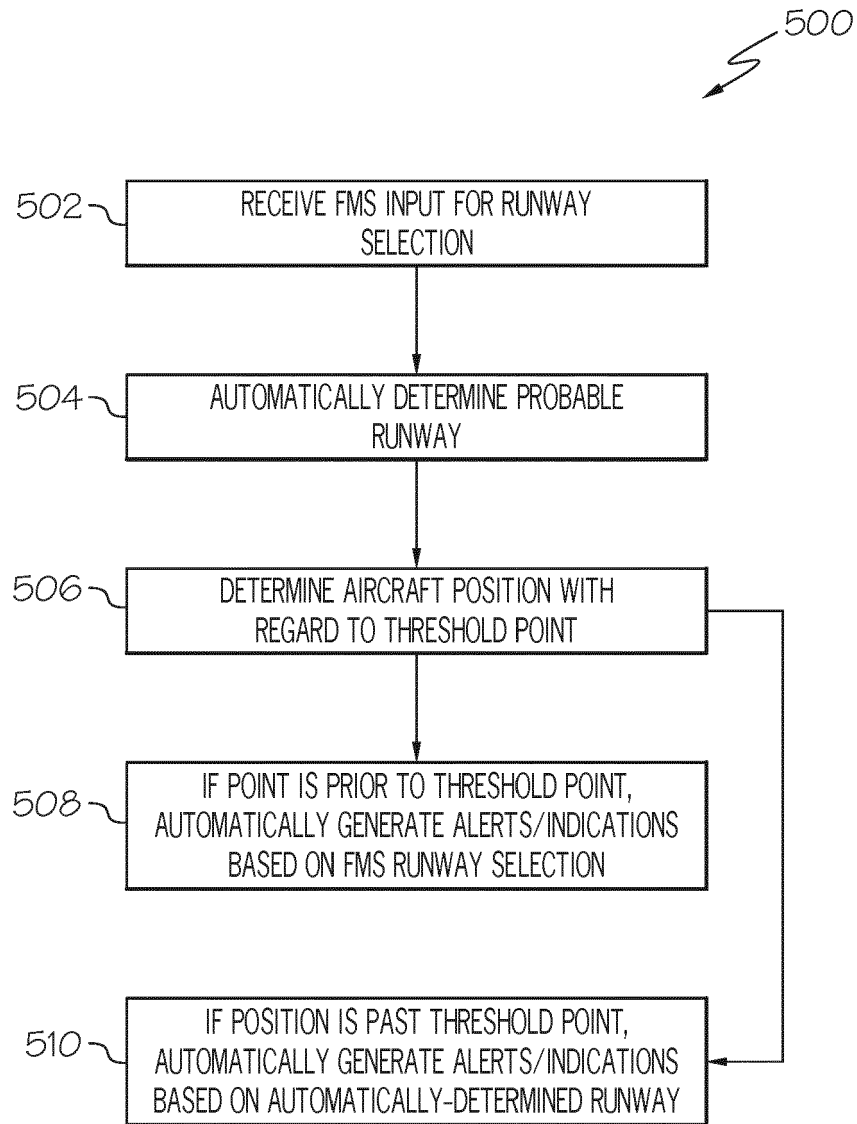 500
502
RECEIVE FMS INPUT FOR RUNWAY
SELECTION
504
AUTOMATICALLY DETERMINE PROBABLE
RUNWAY
506
DETERMINE AIRCRAFT POSITION WITH
REGARD TO THRESHOLD POINT
508
IF POINT IS PRIOR TO THRESHOLD POINT,
AUTOMATICALLY GENERATE ALERTS/INDICATIONS
BASED ON FMS RUNWAY SELECTION
510
IF POSITION IS PAST THRESHOLD POINT,
AUTOMATICALLY GENERATE ALERTS/INDICATIONS
BASED ON AUTOMATICALLY-DETERMINED RUNWAY